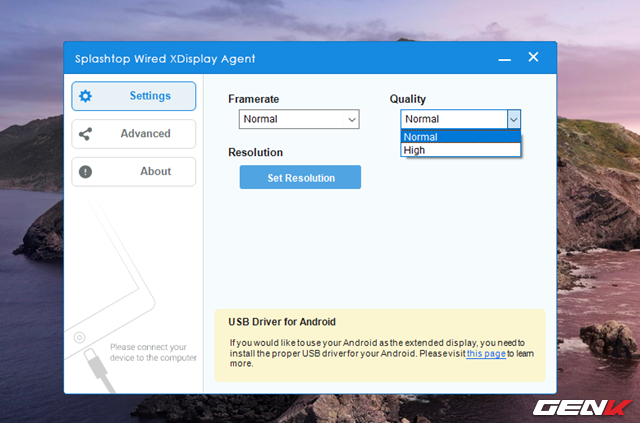 Splashtop Wired XDisplay Agent
Settings
Advanced
About
Please connect your
device to the computer
Framerate
Normal
Quality
Normal
Normal
High
Resolution
Set Resolution
USB Driver for Android
If you would like to use your Android as the extended display, you need to
install the proper USB driver for your Android. Please visit this page to learn
more.
GENK